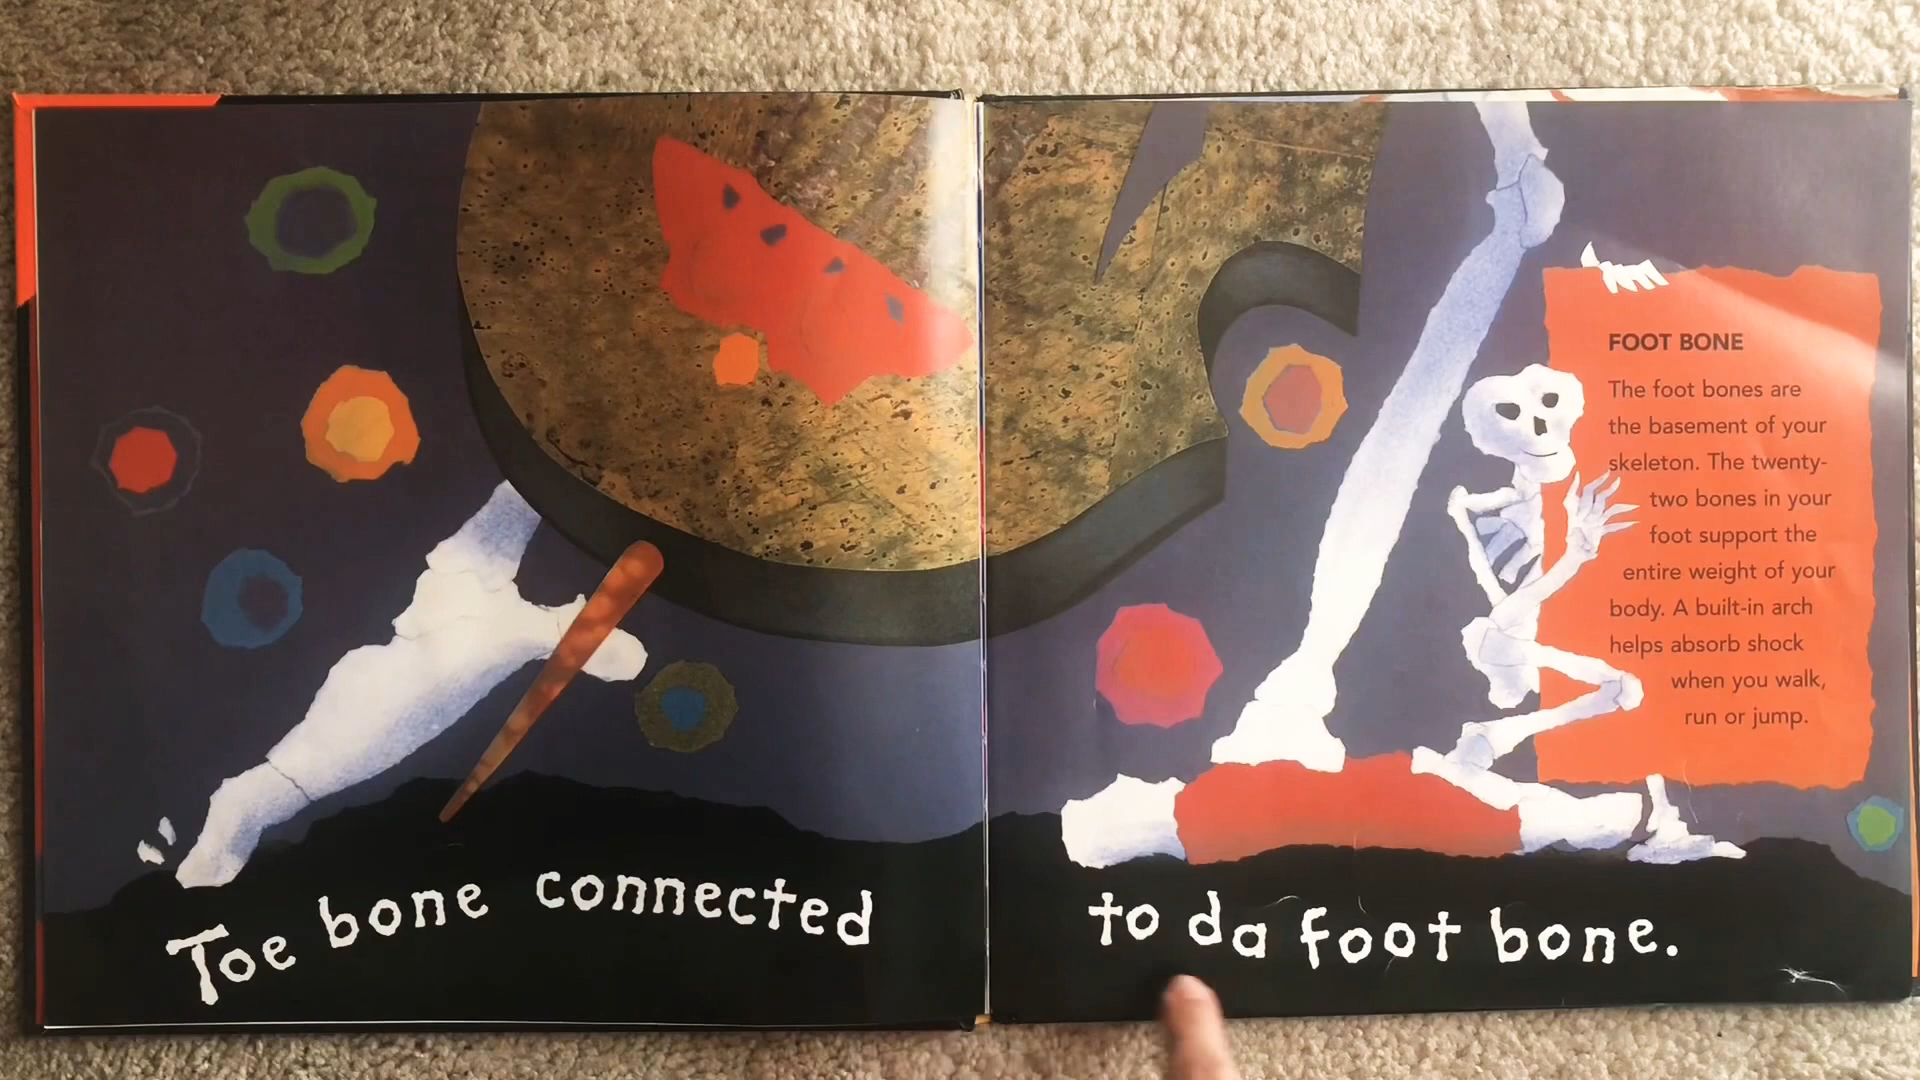 Toe bone connected
to da foot bone.
FOOT BONE
The foot bones are
the basement of your
skeleton. The twenty-
two bones in your
foot support the
entire weight of your
body. A built-in arch
helps absorb shock
when you walk,
run or jump.